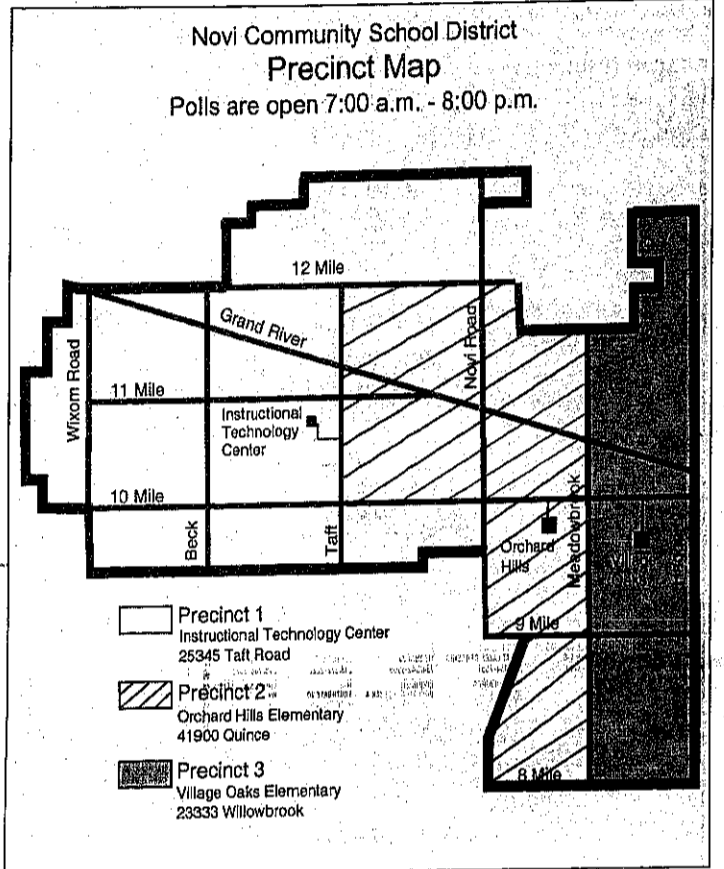 Novi Community School District
Precinct Map
Polls are open 7:00 a.m. - 8:00 p.m.
12 Mile
Grand River
Novi Road
Wixom Road
11 Mile
Instructional
Technology
Center
10 Mile
Beck
Taft
Orchard
Hills
Meadowbrook
9 Mile
8 Mile
Precinct 1
Instructional Technology Center
25345 Taft Road
Precinct 2
Orchard Hills Elementary
41900 Quince
Precinct 3
Village Oaks Elementary
23333 Willowbrook